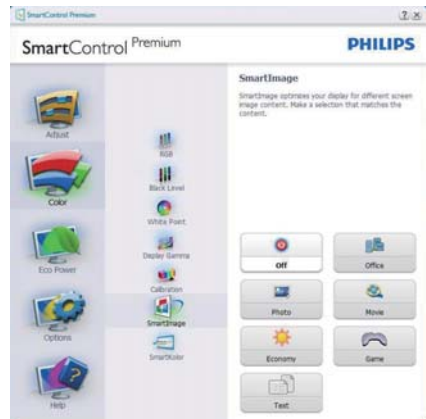 SmartControl Premium
SmartControl Premium
PHILIPS
Adjust
Color
Eco Power
Options
Help
RGB
Black Level
White Point
Display Gamma
Calibration
SmartImage
SmartKolor
SmartImage
SmartImage optimizes your display for different screen
image content. Make a selection that matches the
content.
Off
Office
Photo
Movie
Economy
Game
Text